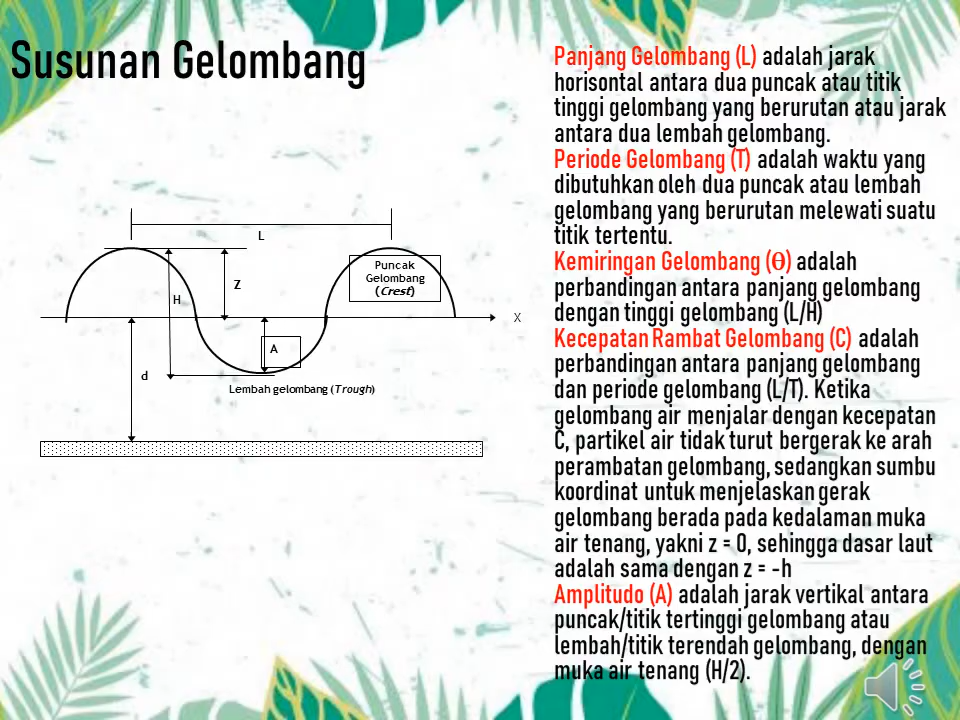 Susunan Gelombang
Panjang Gelombang (L) adalah jarak
horisontal antara dua puncak atau titik
tinggi gelombang yang berurutan atau jarak
antara dua lembah gelombang.
Periode Gelombang (T) adalah waktu yang
dibutuhkan oleh dua puncak atau lembah
gelombang yang berurutan melewati suatu
titik tertentu.
Kemiringan Gelombang (Θ) adalah
perbandingan antara panjang gelombang
dengan tinggi gelombang (L/H)
Kecepatan Rambat Gelombang (C) adalah
perbandingan antara panjang gelombang
dan periode gelombang (L/T). Ketika
gelombang air menjalar dengan kecepatan
C, partikel air tidak turut bergerak ke arah
perambatan gelombang, sedangkan sumbu
koordinat untuk menjelaskan gerak
gelombang berada pada kedalaman muka
air tenang, yakni z = 0, sehingga dasar laut
adalah sama dengan z = -h
Amplitudo (A) adalah jarak vertikal antara
puncak/titik tertinggi gelombang atau
lembah/titik terendah gelombang, dengan
muka air tenang (H/2).
L
Puncak
Gelombang
(Crest)
Z
H
X
A
d
Lembah gelombang (Trough)